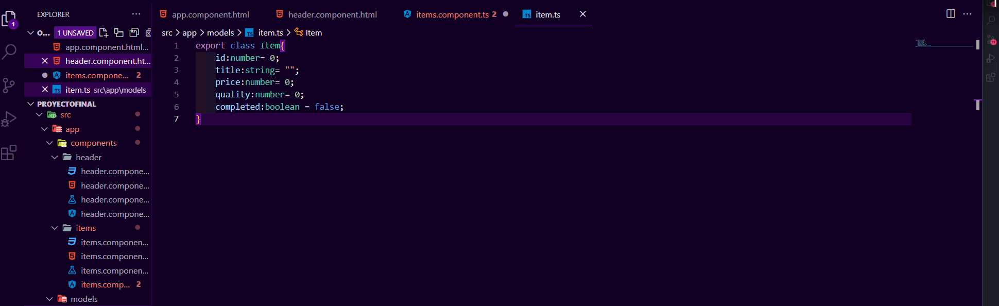 EXPLORER
app.component.html
header.component.html
items.component.ts 2
item.ts
1
O...
1 UNSAVED
src > app > models > TS item.ts > Item
app.component.html...
header.component.ht...
items.compone... 2
TS item.ts src\app\models
PROYECTOFINAL
src
app
components
header
header.compone...
header.compone...
header.compone...
header.compone...
items
items.componen...
items.componen...
items.componen...
items.comp... 2
models
1 export class Item{
2 id:number= 0;
3 title:string= "";
4 price:number= 0;
5 quality:number= 0;
6 completed:boolean = false;
7 }
11